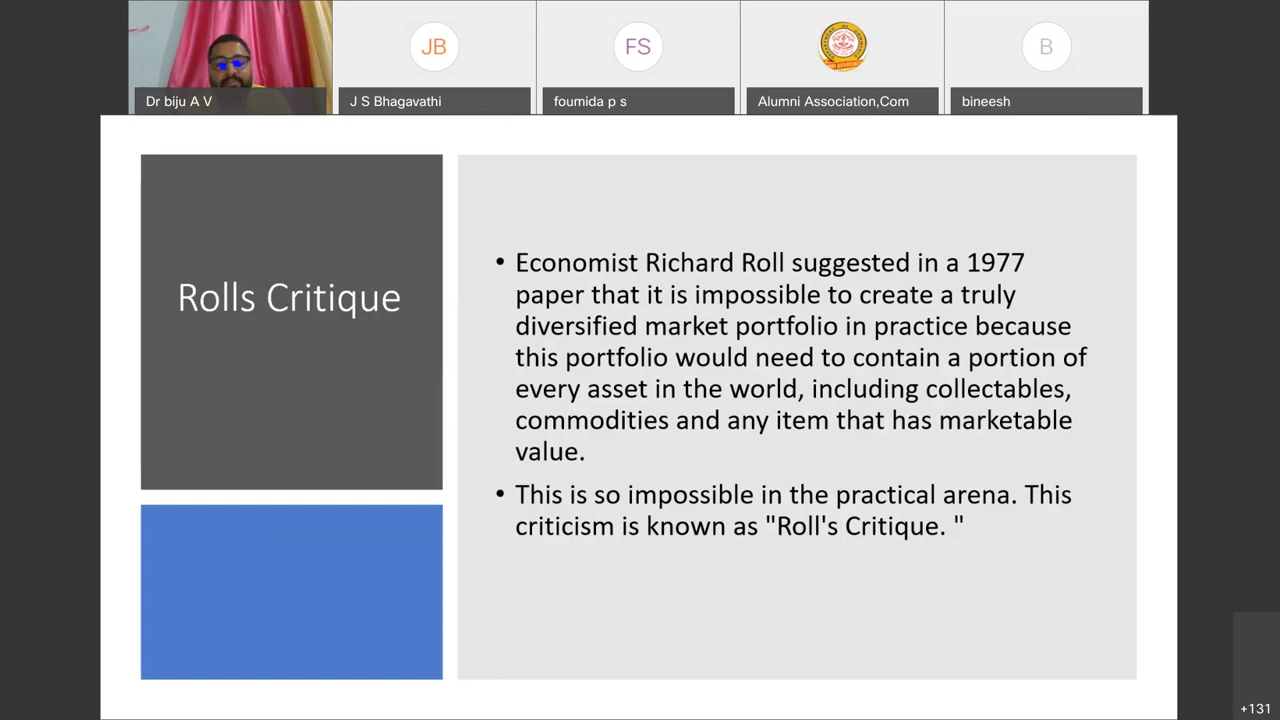 JB
FS
B
Dr biju A V
J S Bhagavathi
foumida p s
Alumni Association,Com
bineesh
Rolls Critique
• Economist Richard Roll suggested in a 1977
paper that it is impossible to create a truly
diversified market portfolio in practice because
this portfolio would need to contain a portion of
every asset in the world, including collectables,
commodities and any item that has marketable
value.
• This is so impossible in the practical arena. This
criticism is known as "Roll's Critique. "
+131